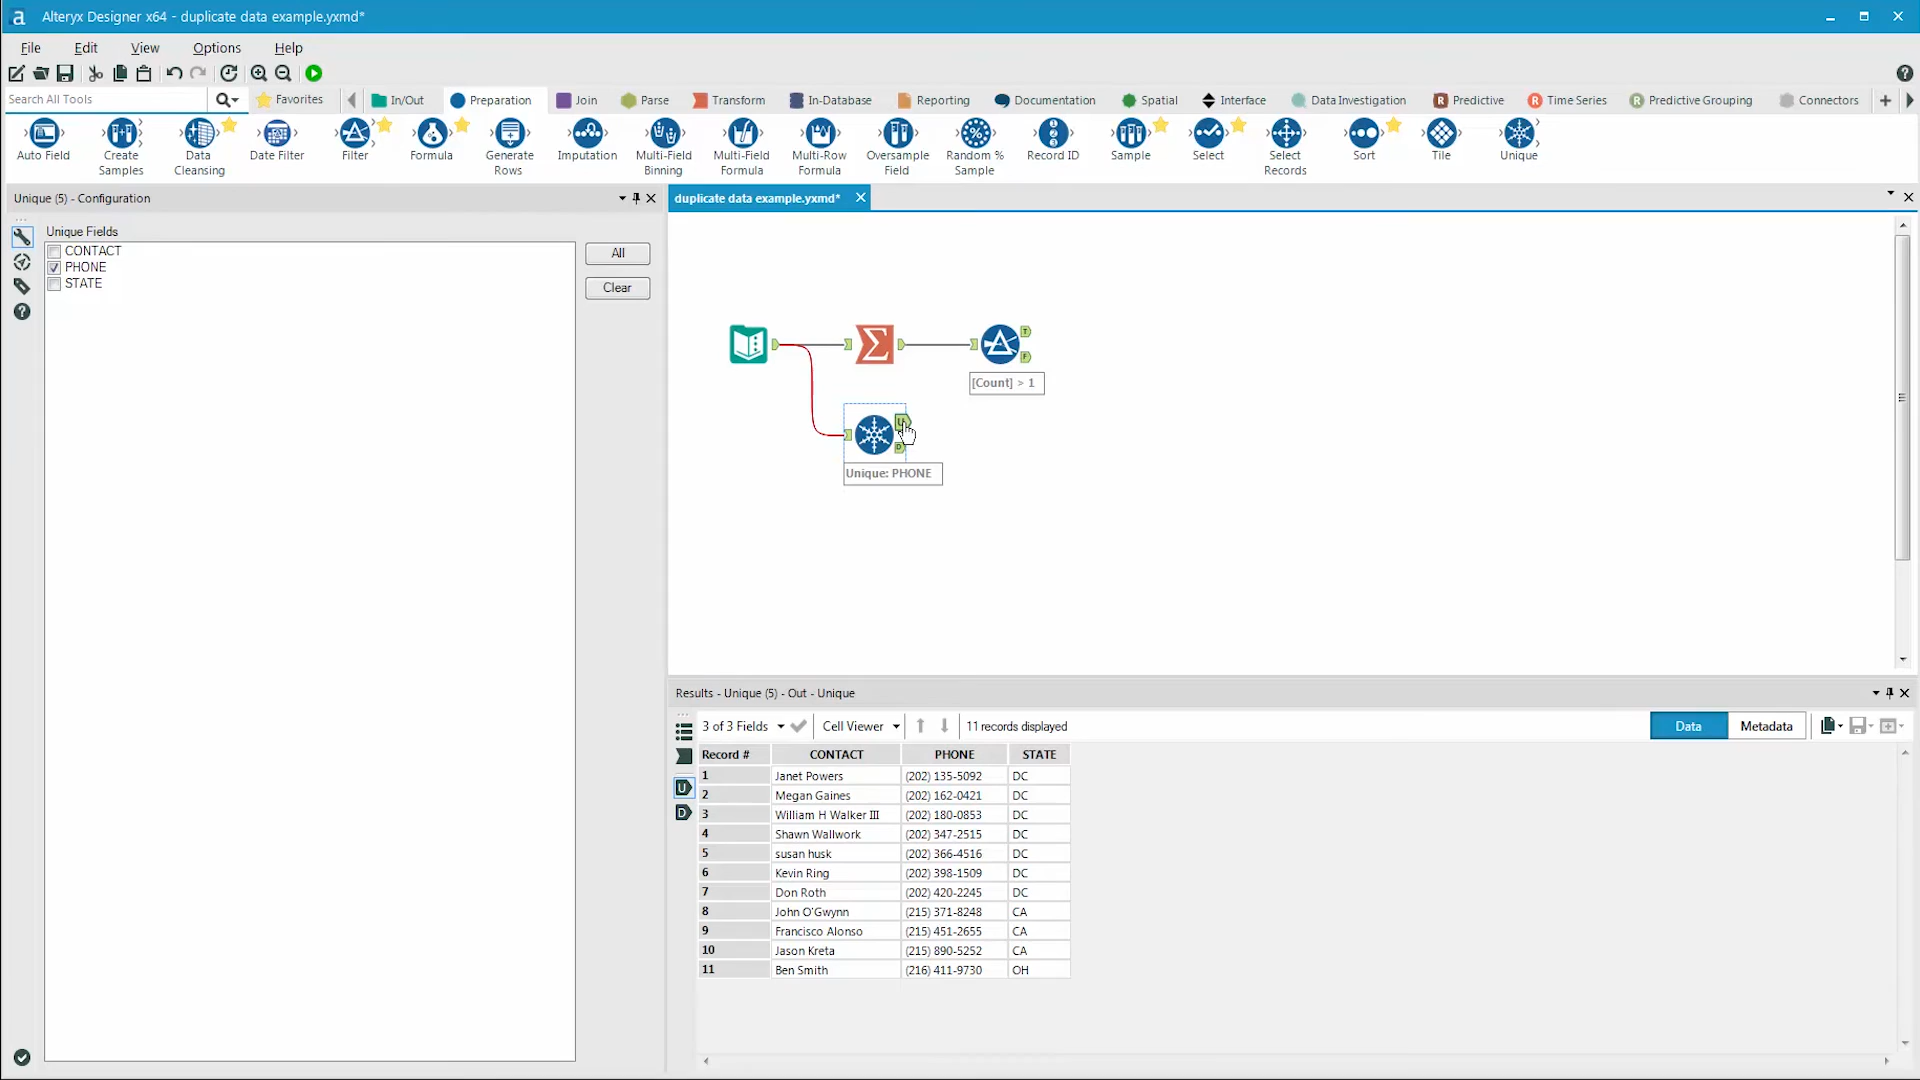 a Alteryx Designer x64 - duplicate data example.yxmd*
File Edit View Options Help
Search All Tools Favorites In/Out Preparation Join Parse Transform In-Database Reporting Documentation Spatial Interface Data Investigation Predictive Time Series Predictive Grouping Connectors
Auto Field Create Samples Data Cleansing Date Filter Filter Formula Generate Rows Imputation Multi-Field Binning Multi-Field Formula Multi-Row Formula Oversample Field Random % Sample Record ID Sample Select Select Records Sort Tile Unique
Unique (5) - Configuration
duplicate data example.yxmd*
Unique Fields
CONTACT
PHONE
STATE
All
Clear
T
F
[Count] > 1
U
D
Unique: PHONE
Results - Unique (5) - Out - Unique
3 of 3 Fields Cell Viewer 11 records displayed Data Metadata
Record # CONTACT PHONE STATE
1 Janet Powers (202) 135-5092 DC
2 Megan Gaines (202) 162-0421 DC
3 William H Walker III (202) 180-0853 DC
4 Shawn Wallwork (202) 347-2515 DC
5 susan husk (202) 366-4516 DC
6 Kevin Ring (202) 398-1509 DC
7 Don Roth (202) 420-2245 DC
8 John O'Gwynn (215) 371-8248 CA
9 Francisco Alonso (215) 451-2655 CA
10 Jason Kreta (215) 890-5252 CA
11 Ben Smith (216) 411-9730 OH
U
D